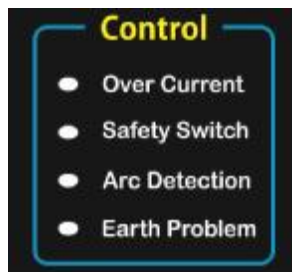 Control
Over Current
Safety Switch
Arc Detection
Earth Problem